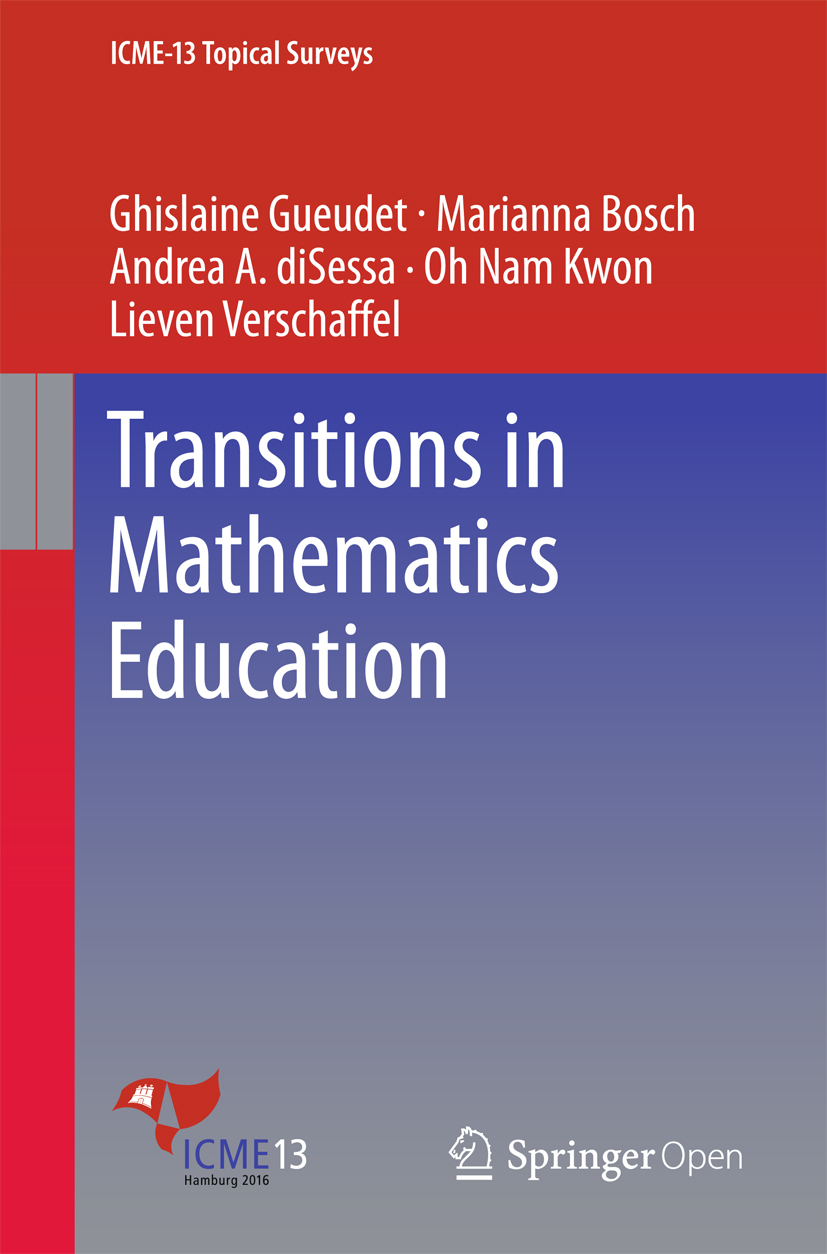 ICME-13 Topical Surveys
Ghislaine Gueudet · Marianna Bosch
Andrea A. diSessa · Oh Nam Kwon
Lieven Verschaffel
Transitions in
Mathematics
Education
ICME13
Hamburg 2016
Springer Open